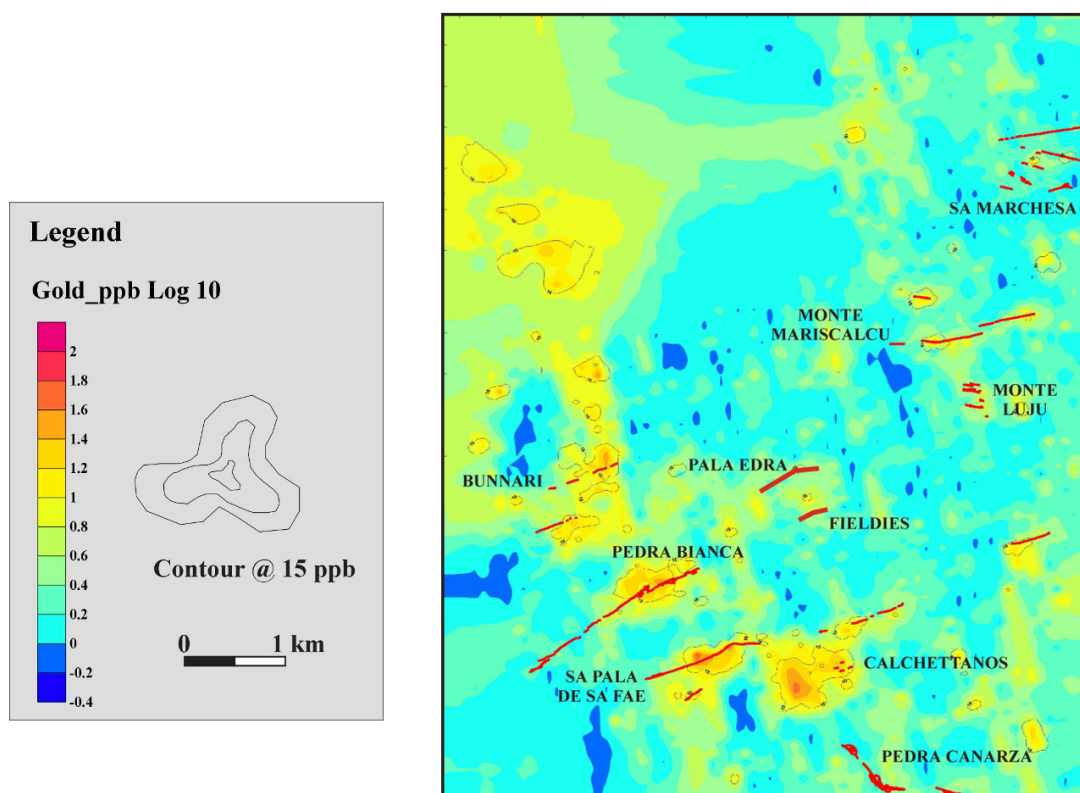 Legend
Gold_ppb Log 10
2
1.8
1.6
1.4
1.2
1
0.8
0.6
0.4
0.2
0
-0.2
-0.4
Contour @ 15 ppb
0 1 km
SA MARCHESA
MONTE
MARISCALCU
MONTE
LUJU
PALA EDRA
BUNNARI
FIELDIES
PEDRA BIANCA
CALCHETTANOS
SA PALA
DE SA FAE
PEDRA CANARZA